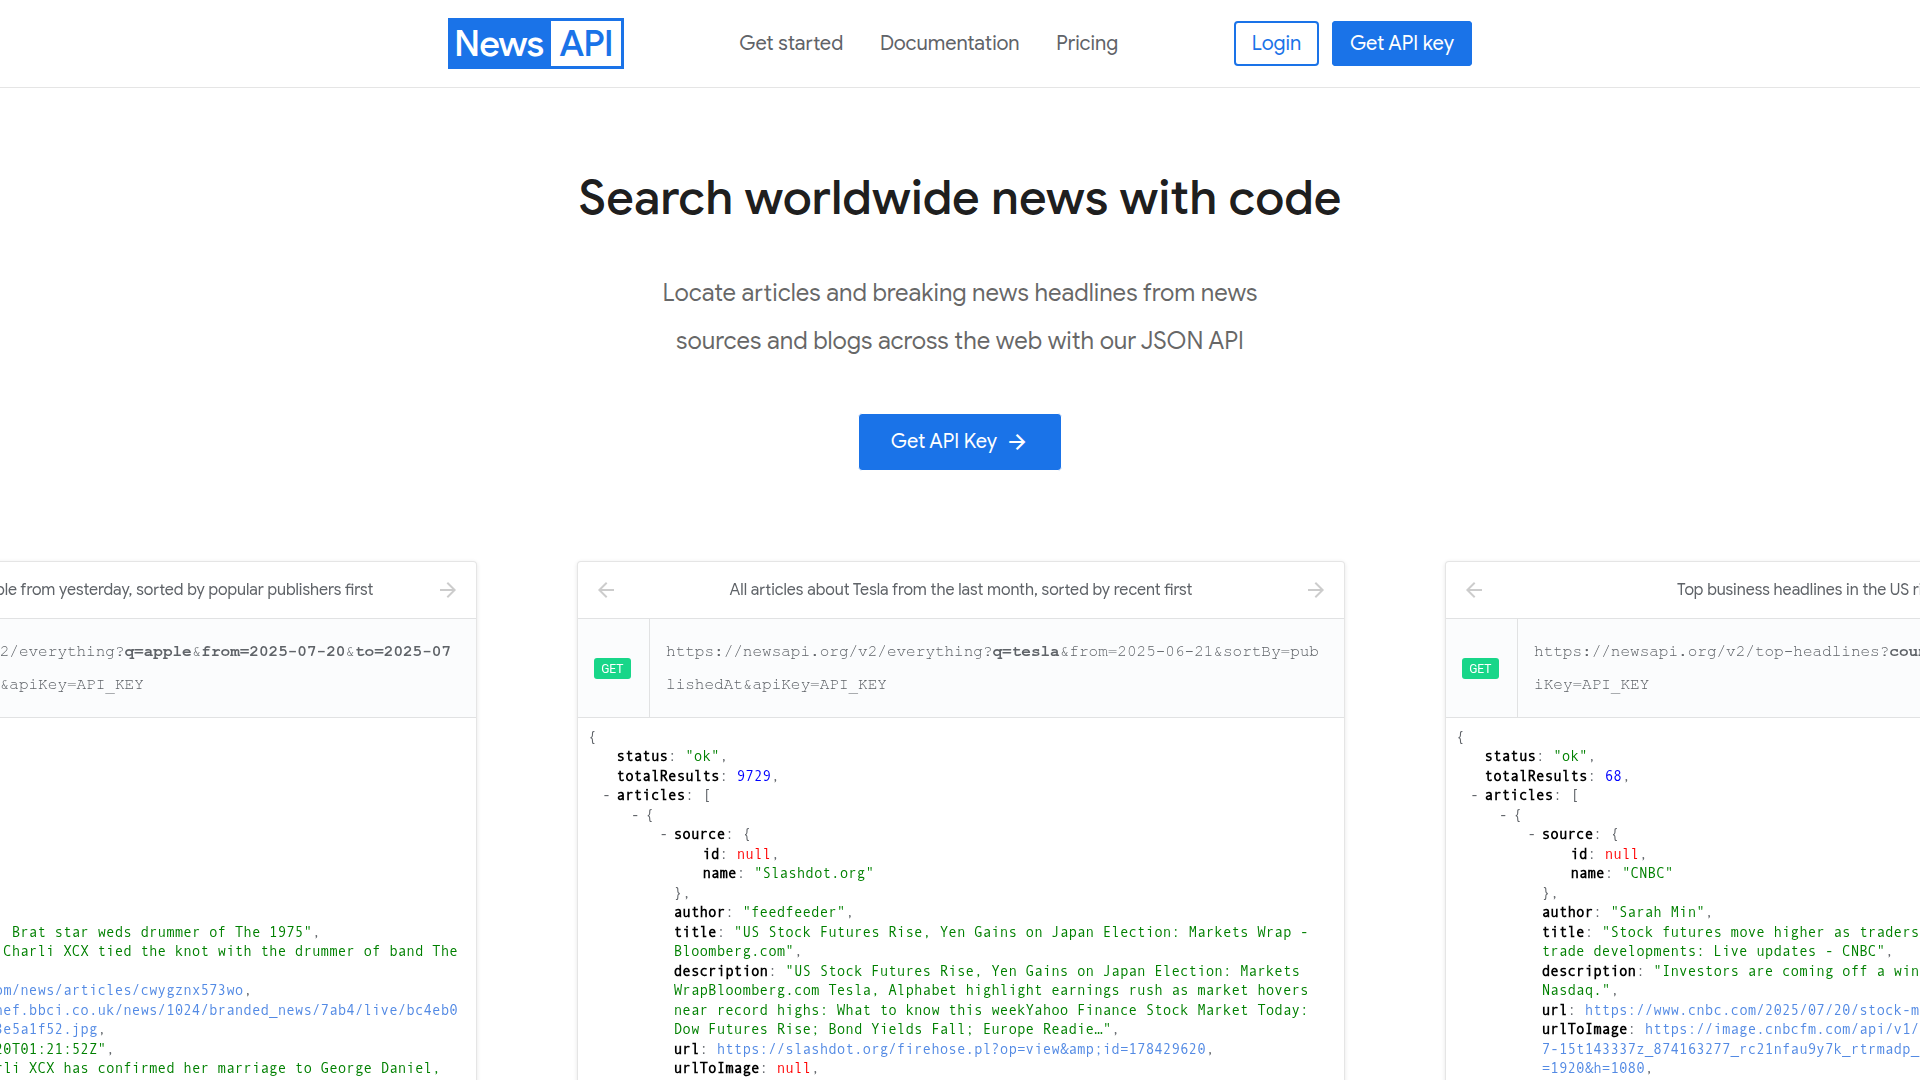 News API
Get started
Documentation
Pricing
Login
Get API key
Search worldwide news with code
Locate articles and breaking news headlines from news
sources and blogs across the web with our JSON API
Get API Key
from yesterday, sorted by popular publishers first
2/everything?q=apple&from=2025-07-20&to=2025-07
&apiKey=API_KEY
Brat star weds drummer of The 1975",
Charli XCX tied the knot with the drummer of band The
m/news/articles/cwygznx573wo,
ef.bbci.co.uk/news/1024/branded_news/7ab4/live/bc4eb0
e5a1f52.jpg,
20T01:21:52Z",
li XCX has confirmed her marriage to George Daniel,
All articles about Tesla from the last month, sorted by recent first
GET
https://newsapi.org/v2/everything?q=tesla&from=2025-06-21&sortBy=pub
lishedAt&apiKey=API_KEY
{
status: "ok",
totalResults: 9729,
- articles: [
- {
- source: {
id: null,
name: "Slashdot.org"
},
author: "feedfeeder",
title: "US Stock Futures Rise, Yen Gains on Japan Election: Markets Wrap -
Bloomberg.com",
description: "US Stock Futures Rise, Yen Gains on Japan Election: Markets
WrapBloomberg.com Tesla, Alphabet highlight earnings rush as market hovers
near record highs: What to know this weekYahoo Finance Stock Market Today:
Dow Futures Rise; Bond Yields Fall; Europe Readie…",
url: https://slashdot.org/firehose.pl?op=view&amp;id=178429620,
urlToImage: null,
Top business headlines in the US
GET
https://newsapi.org/v2/top-headlines?cou
iKey=API_KEY
{
status: "ok",
totalResults: 68,
- articles: [
- {
- source: {
id: null,
name: "CNBC"
},
author: "Sarah Min",
title: "Stock futures move higher as traders
trade developments: Live updates - CNBC",
description: "Investors are coming off a win
Nasdaq.",
url: https://www.cnbc.com/2025/07/20/stock-m
urlToImage: https://image.cnbcfm.com/api/v1/
7-15t143337z_874163277_rc21nfau9y7k_rtrmadp_
=1920&h=1080,